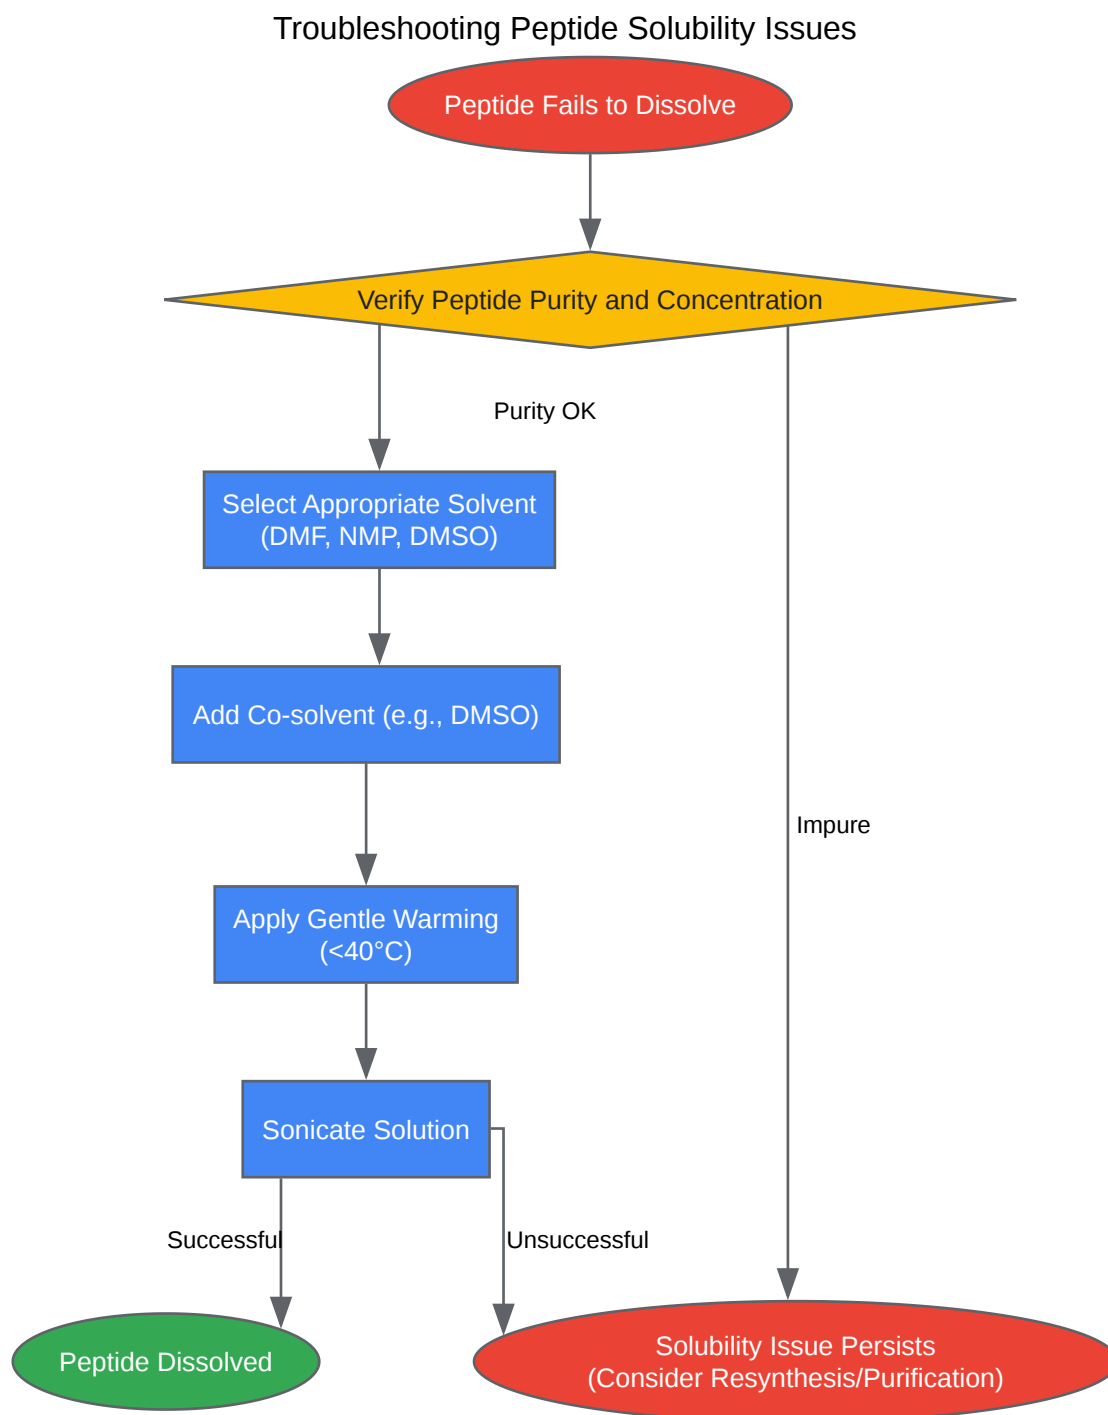 Troubleshooting Peptide Solubility Issues
Peptide Fails to Dissolve
Verify Peptide Purity and Concentration
Purity OK
Select Appropriate Solvent
(DMF, NMP, DMSO)
Add Co-solvent (e.g., DMSO)
Impure
Apply Gentle Warming
(<40°C)
Sonicate Solution
Successful
Unsuccessful
Peptide Dissolved
Solubility Issue Persists
(Consider Resynthesis/Purification)